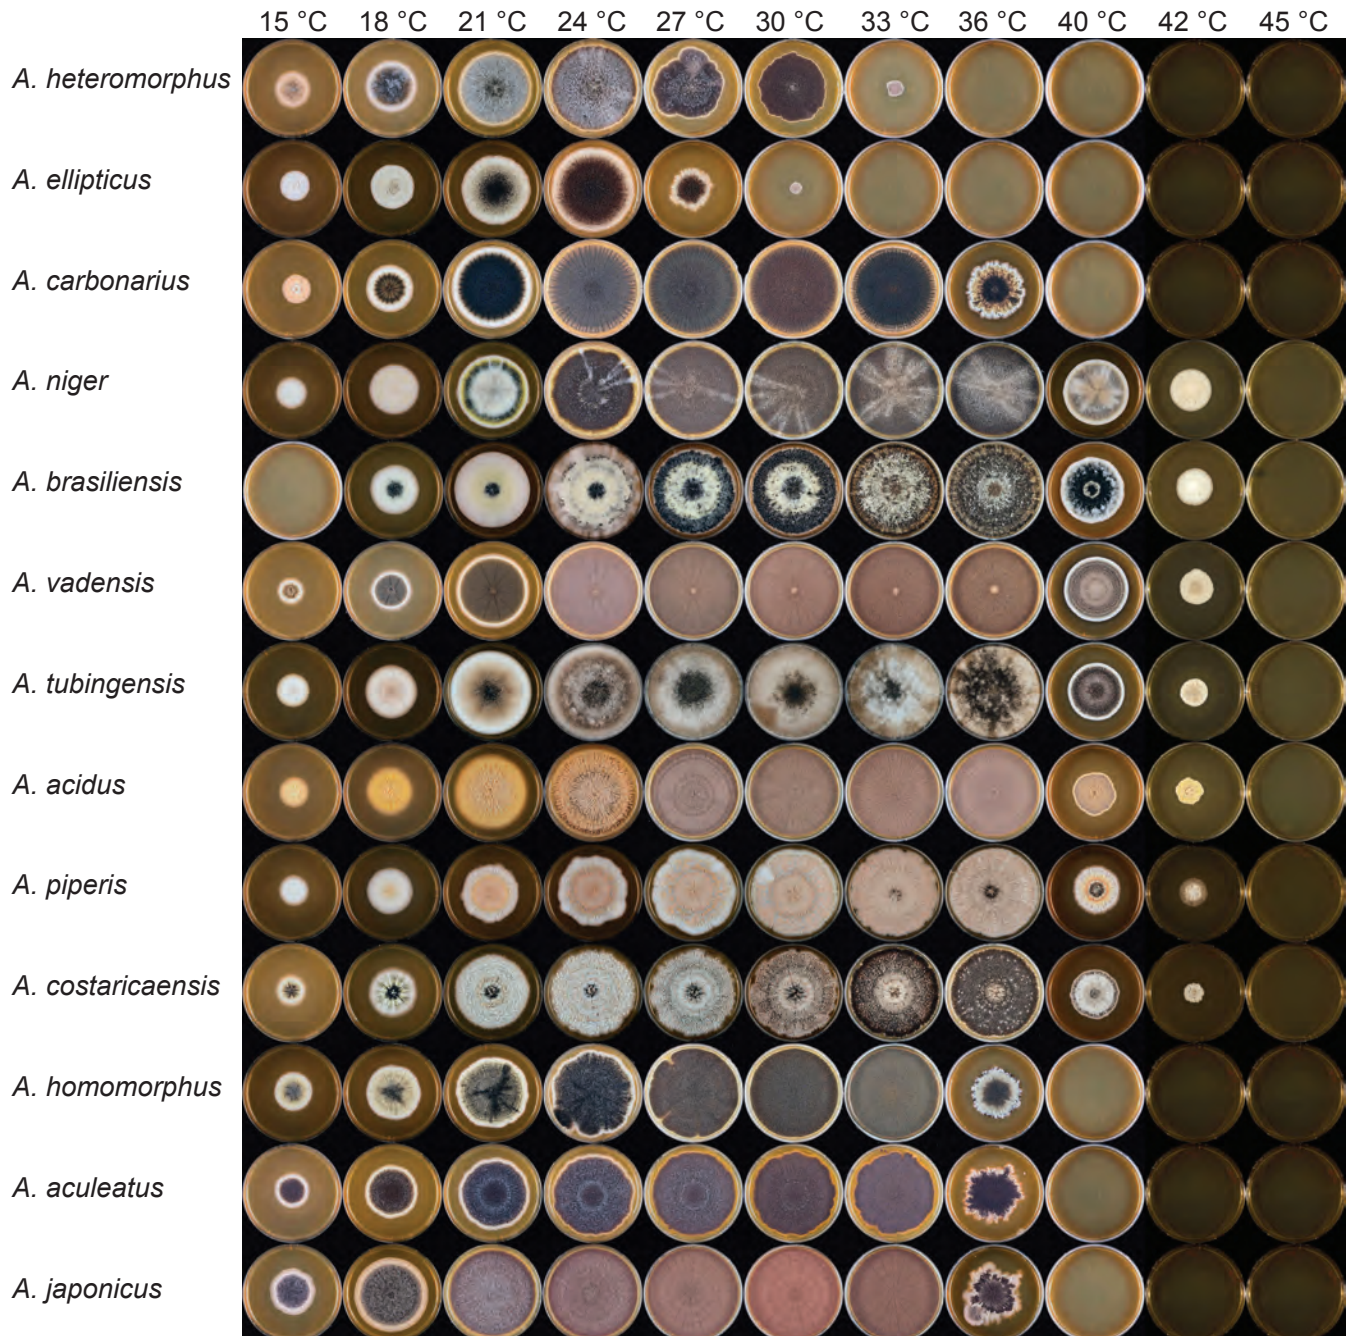 15 °C 18 °C 21 °C 24 °C 27 °C 30 °C 33 °C 36 °C 40 °C 42 °C 45 °C
A. heteromorphus
A. ellipticus
A. carbonarius
A. niger
A. brasiliensis
A. vadensis
A. tubingensis
A. acidus
A. piperis
A. costaricaensis
A. homomorphus
A. aculeatus
A. japonicus